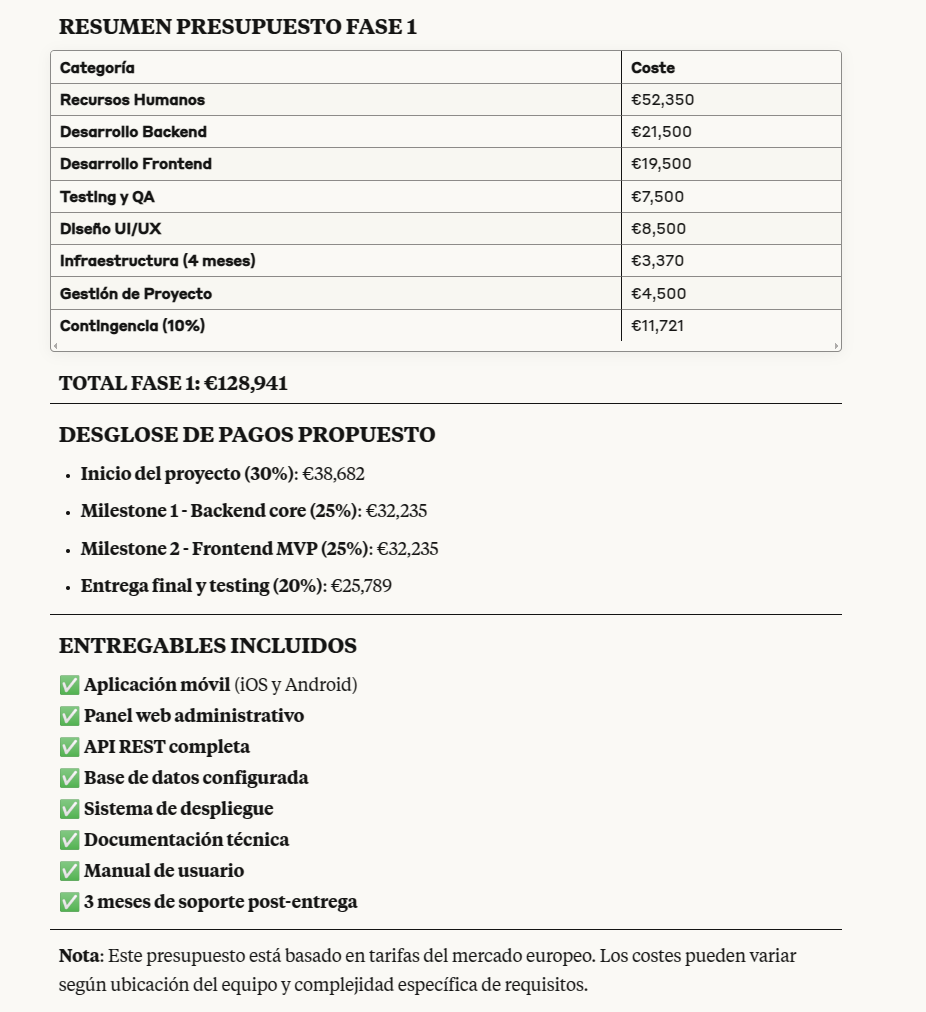 RESUMEN PRESUPUESTO FASE 1
Categoría Coste
Recursos Humanos €52,350
Desarrollo Backend €21,500
Desarrollo Frontend €19,500
Testing y QA €7,500
Diseño UI/UX €8,500
Infraestructura (4 meses) €3,370
Gestión de Proyecto €4,500
Contingencia (10%) €11,721
TOTAL FASE 1: €128,941
DESGLOSE DE PAGOS PROPUESTO
• Inicio del proyecto (30%): €38,682
• Milestone 1 - Backend core (25%): €32,235
• Milestone 2 - Frontend MVP (25%): €32,235
• Entrega final y testing (20%): €25,789
ENTREGABLES INCLUIDOS
✅ Aplicación móvil (iOS y Android)
✅ Panel web administrativo
✅ API REST completa
✅ Base de datos configurada
✅ Sistema de despliegue
✅ Documentación técnica
✅ Manual de usuario
✅ 3 meses de soporte post-entrega
Nota: Este presupuesto está basado en tarifas del mercado europeo. Los costes pueden variar
según ubicación del equipo y complejidad específica de requisitos.